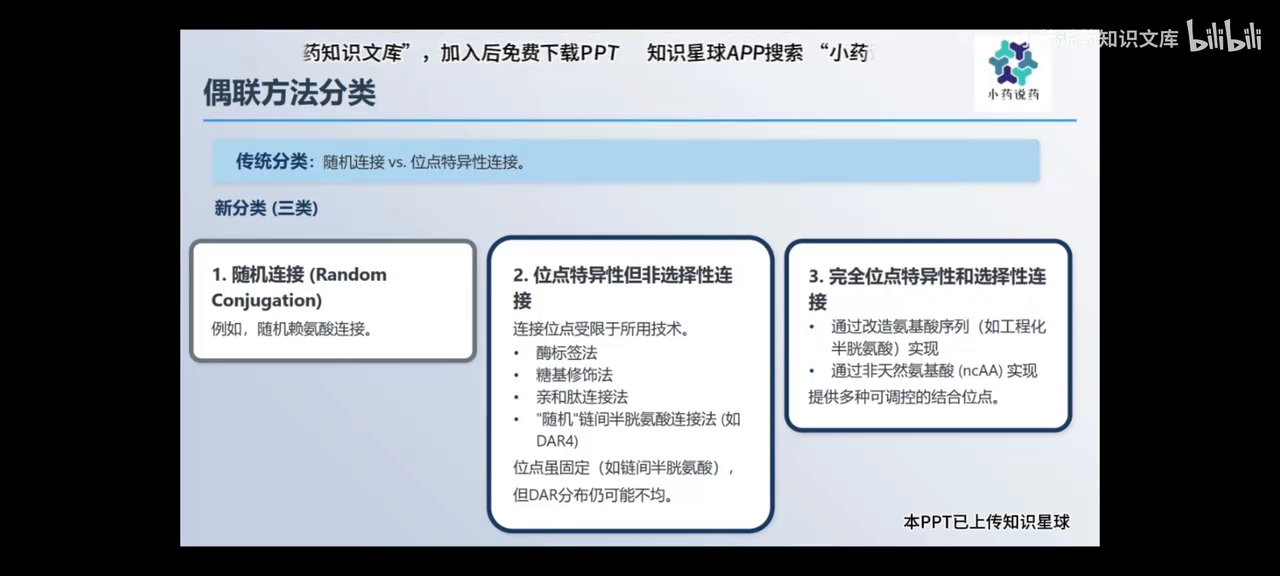 药知识文库”，加入后免费下载PPT 知识星球APP搜索 “小药
知识文库 bilibili
小药说药
偶联方法分类
传统分类：随机连接 vs. 位点特异性连接。
新分类 (三类)
1. 随机连接 (Random
Conjugation)
例如，随机赖氨酸连接。
2. 位点特异性但非选择性连
接
连接位点受限于所用技术。
• 酶标签法
• 糖基修饰法
• 亲和肽连接法
• "随机"链间半胱氨酸连接法 (如
DAR4)
位点虽固定（如链间半胱氨酸），
但DAR分布仍可能不均。
3. 完全位点特异性和选择性连
接
• 通过改造氨基酸序列（如工程化
半胱氨酸）实现
• 通过非天然氨基酸 (ncAA) 实现
提供多种可调控的结合位点。
本PPT已上传知识星球